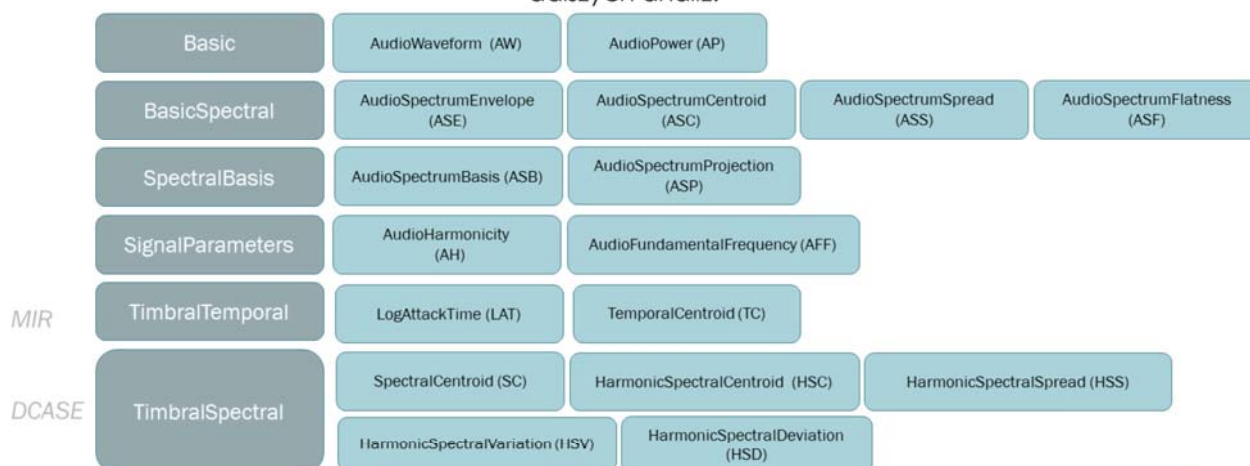 Basic
AudioWaveform (AW)
AudioPower (AP)
BasicSpectral
AudioSpectrumEnvelope
(ASE)
AudioSpectrumCentroid
(ASC)
AudioSpectrumSpread
(ASS)
AudioSpectrumFlatness
(ASF)
SpectralBasis
AudioSpectrumBasis (ASB)
AudioSpectrumProjection
(ASP)
SignalParameters
AudioHarmonicity
(AH)
AudioFundamentalFrequency (AFF)
MIR
TimbralTemporal
LogAttackTime (LAT)
TemporalCentroid (TC)
DCASE
TimbralSpectral
SpectralCentroid (SC)
HarmonicSpectralCentroid (HSC)
HarmonicSpectralSpread (HSS)
HarmonicSpectralVariation (HSV)
HarmonicSpectralDeviation
(HSD)